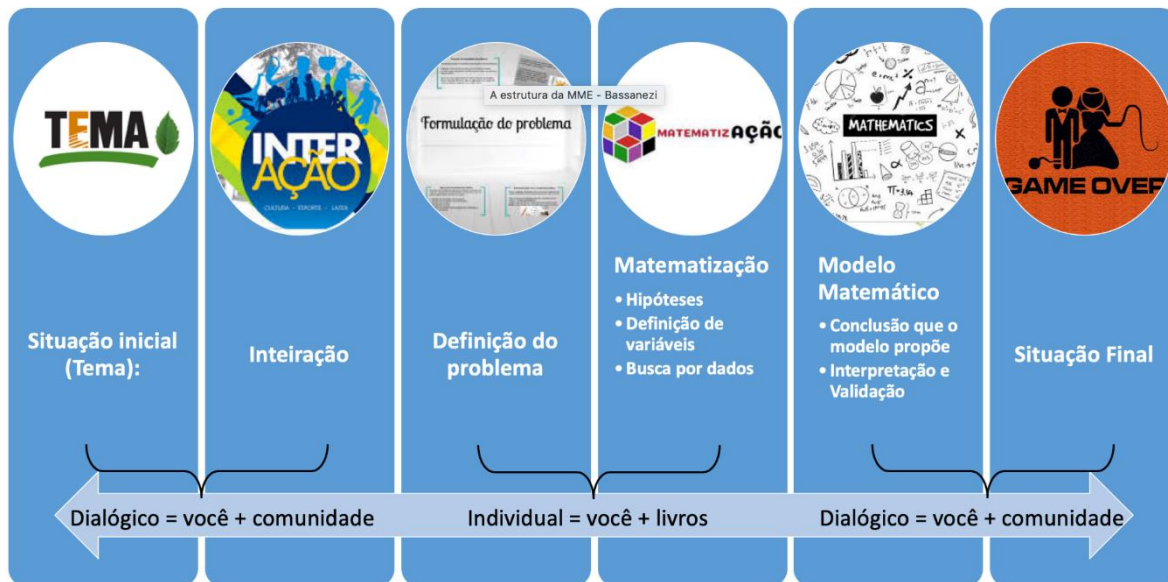 TEMA
INTER
AÇÃO
CULTURA - ESPORTE - LAZER
A estrutura da MME - Bassanezi
Formulação do problema
MATEMATIZAÇÃO
MATHEMATICS
GAME OVER
Situação inicial
(Tema):
Inteiração
Definição do
problema
Matematização
• Hipóteses
• Definição de
variáveis
• Busca por dados
Modelo
Matemático
• Conclusão que o
modelo propõe
• Interpretação e
Validação
Situação Final
Dialógico = você + comunidade
Individual = você + livros
Dialógico = você + comunidade